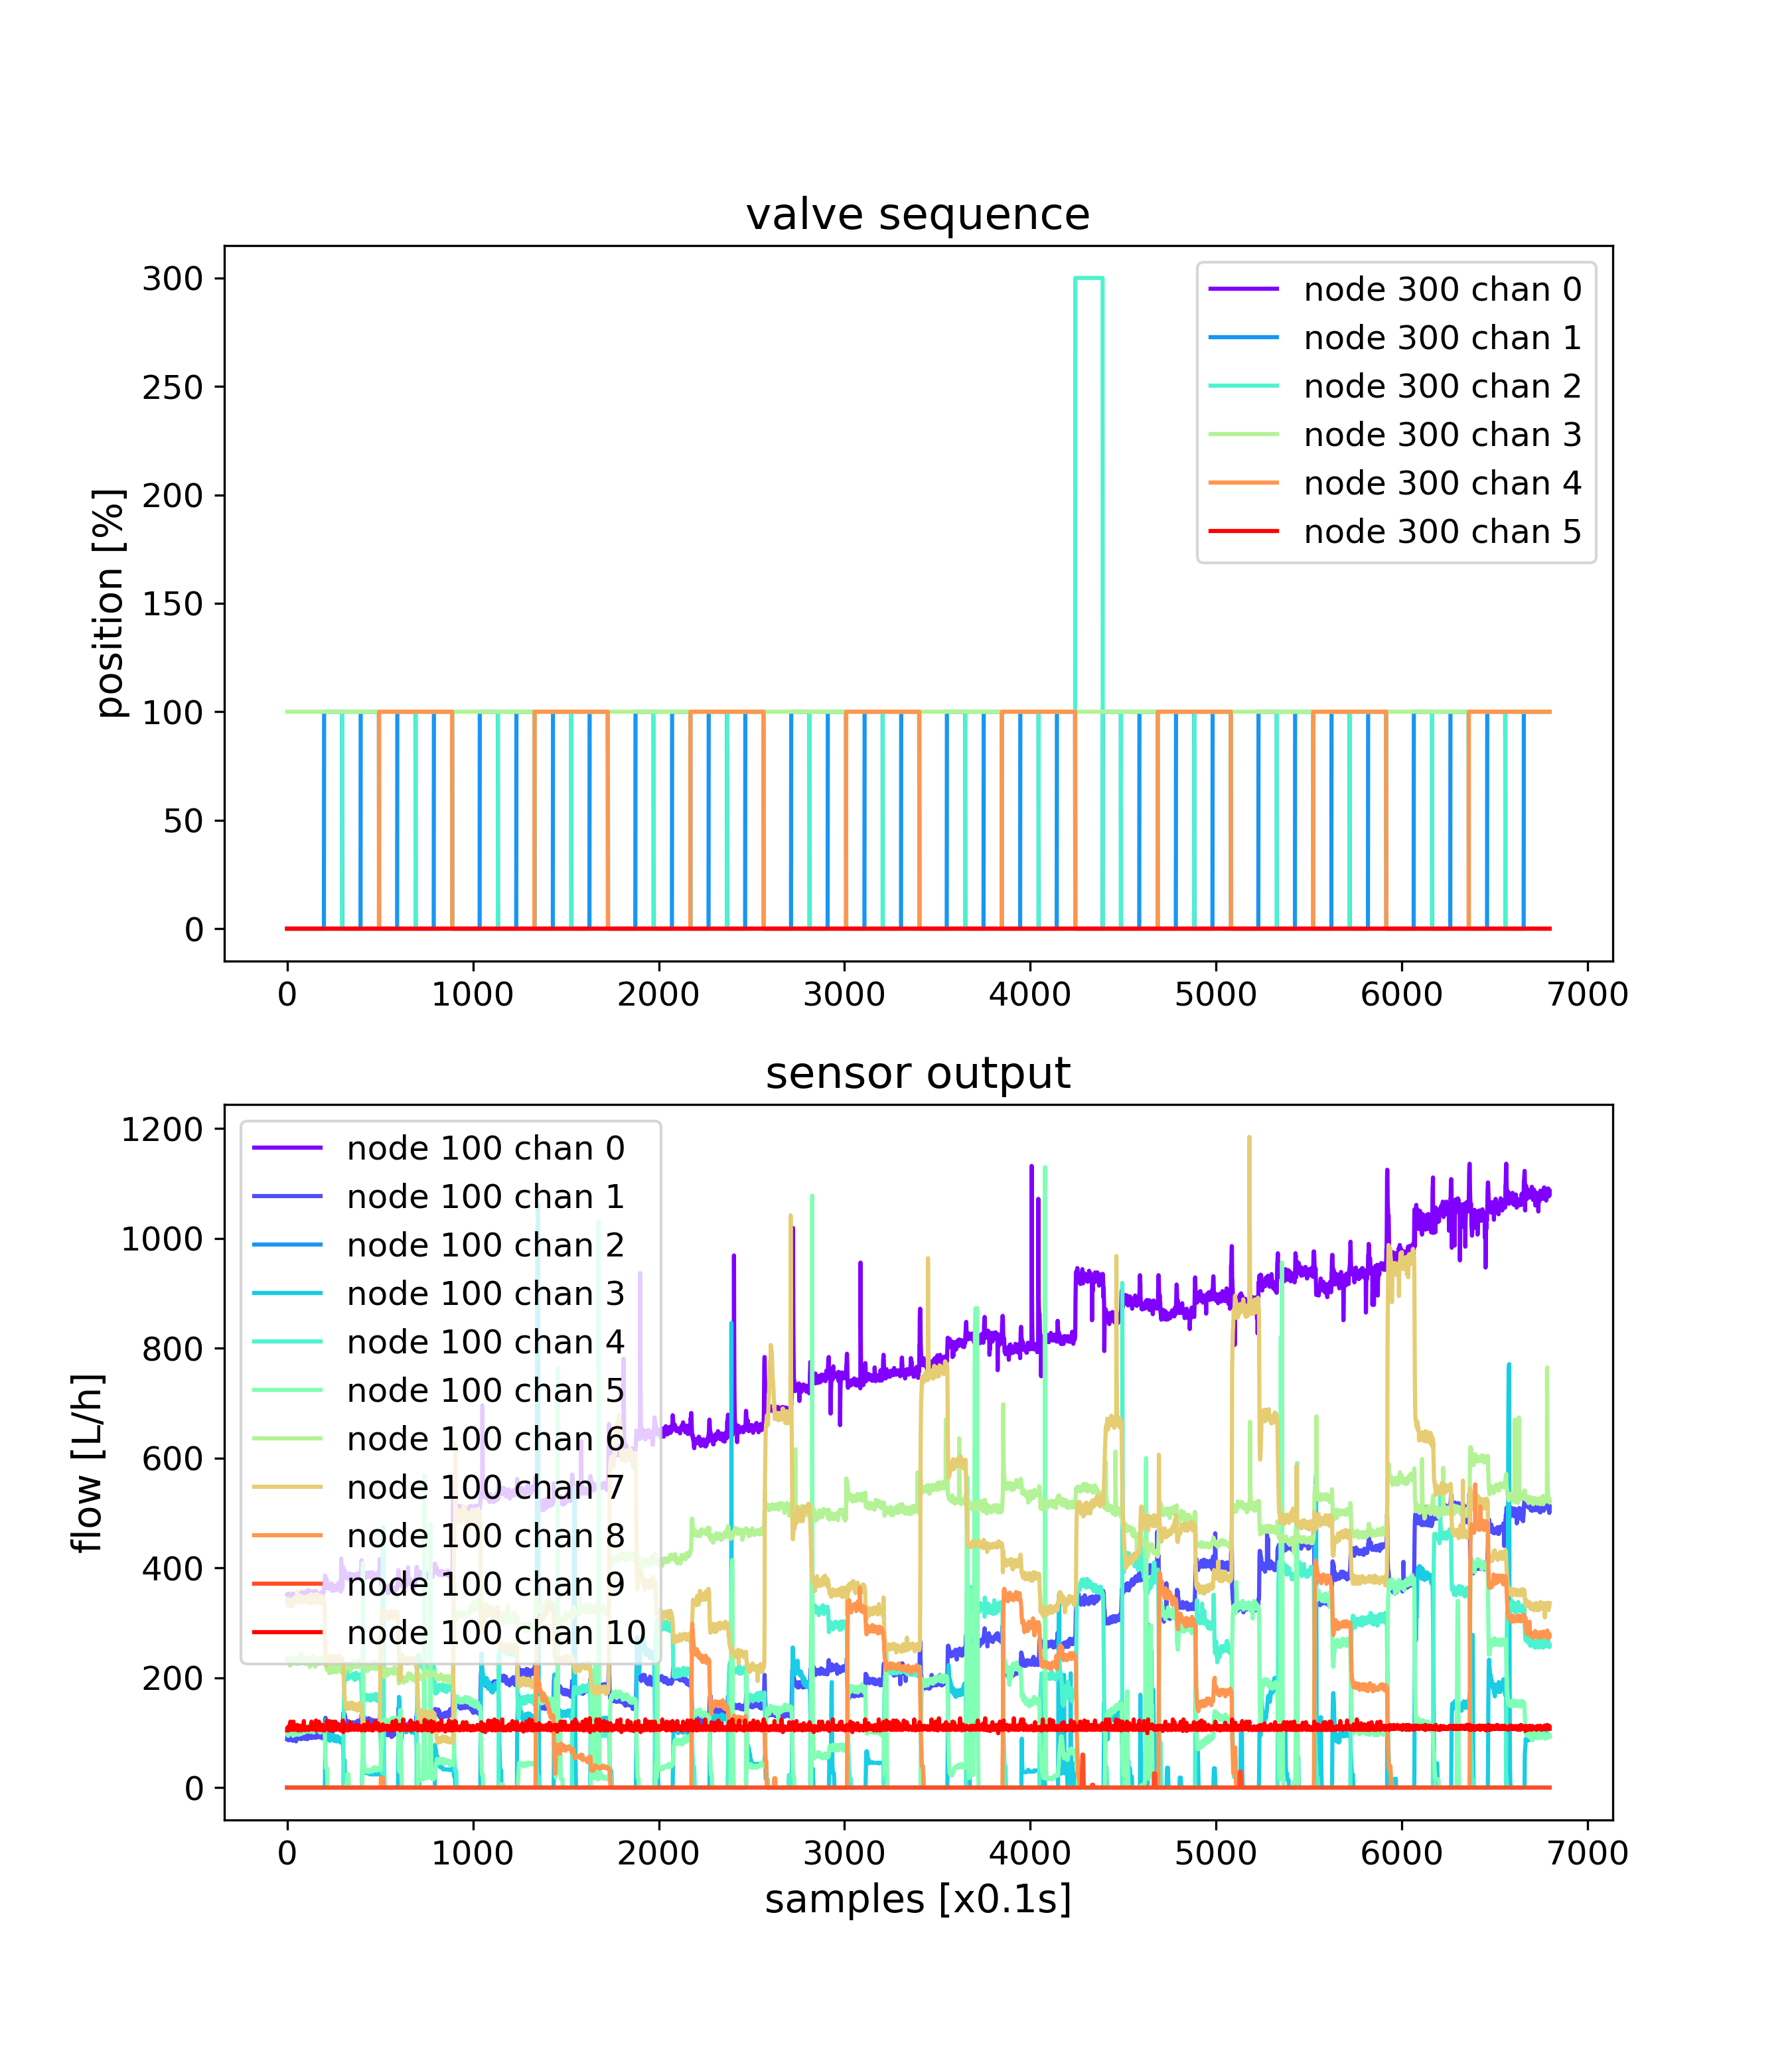 valve sequence
300
250
200
150
100
50
0
position [%]
node 300 chan 0
node 300 chan 1
node 300 chan 2
node 300 chan 3
node 300 chan 4
node 300 chan 5
0 1000 2000 3000 4000 5000 6000 7000
sensor output
1200
1000
800
600
400
200
0
flow [L/h]
node 100 chan 0
node 100 chan 1
node 100 chan 2
node 100 chan 3
node 100 chan 4
node 100 chan 5
node 100 chan 6
node 100 chan 7
node 100 chan 8
node 100 chan 9
node 100 chan 10
0 1000 2000 3000 4000 5000 6000 7000
samples [x0.1s]